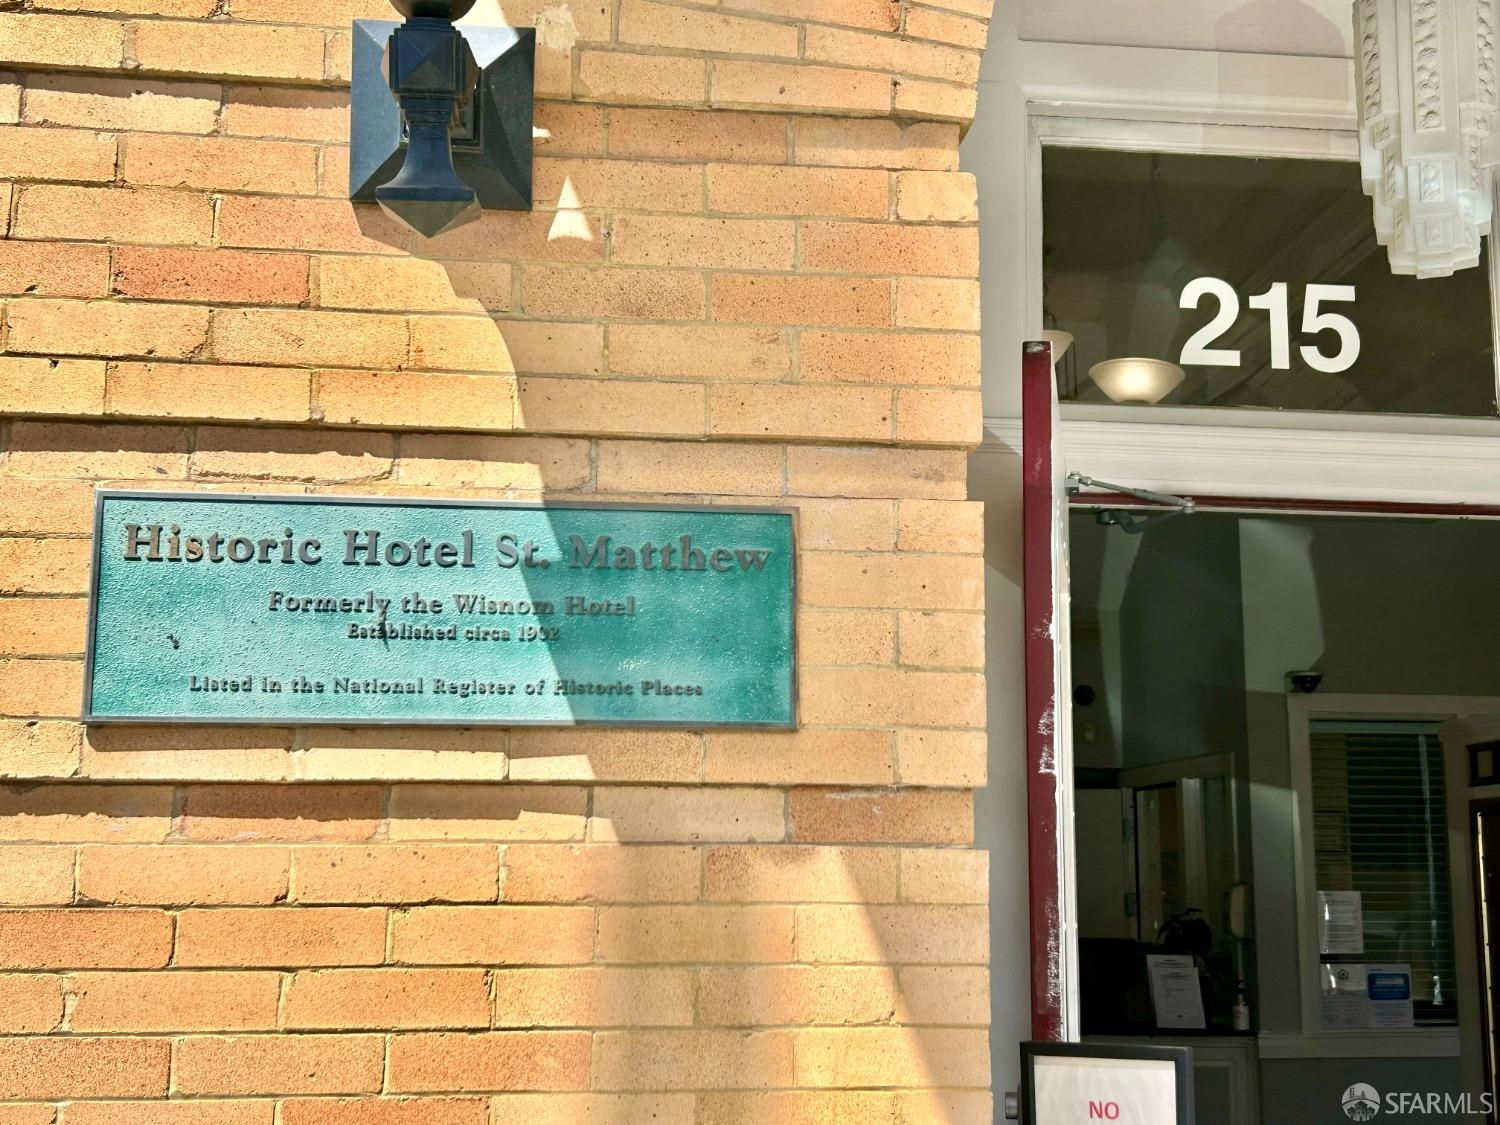 215
Historic Hotel St. Matthew
Formerly the Wisnom Hotel
Established circa 1902
Listed in the National Register of Historic Places
NO
SFARMLS